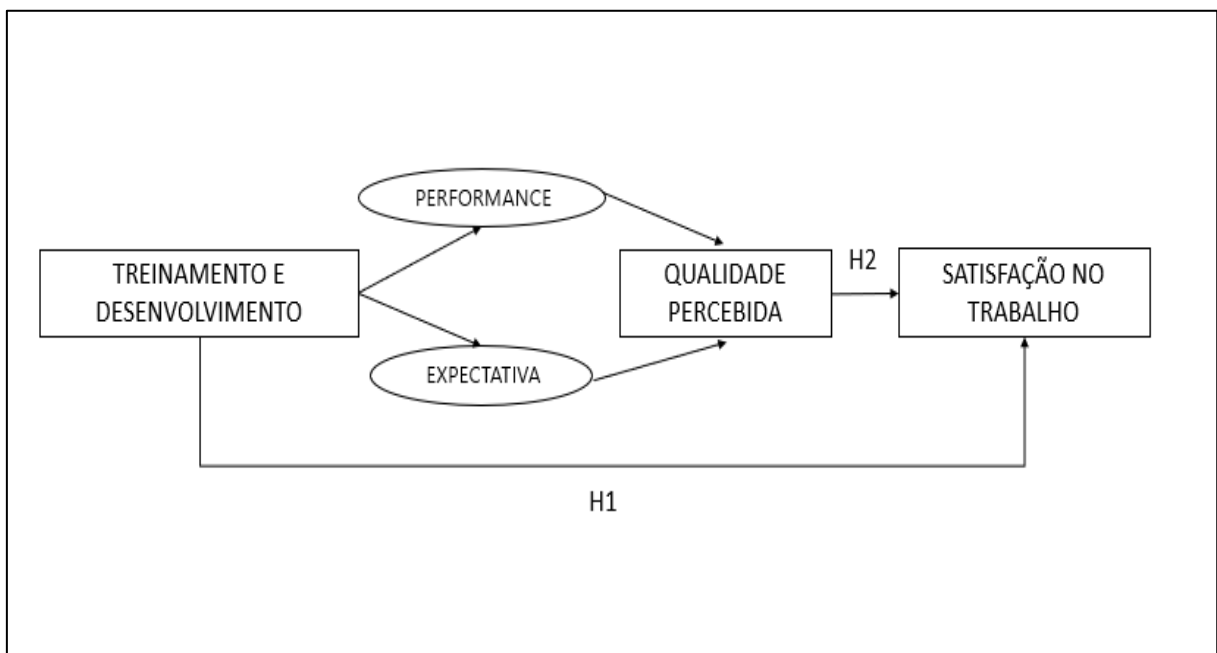 PERFORMANCE
TREINAMENTO E
DESENVOLVIMENTO
EXPECTATIVA
QUALIDADE
PERCEBIDA
H2
SATISFAÇÃO NO
TRABALHO
H1